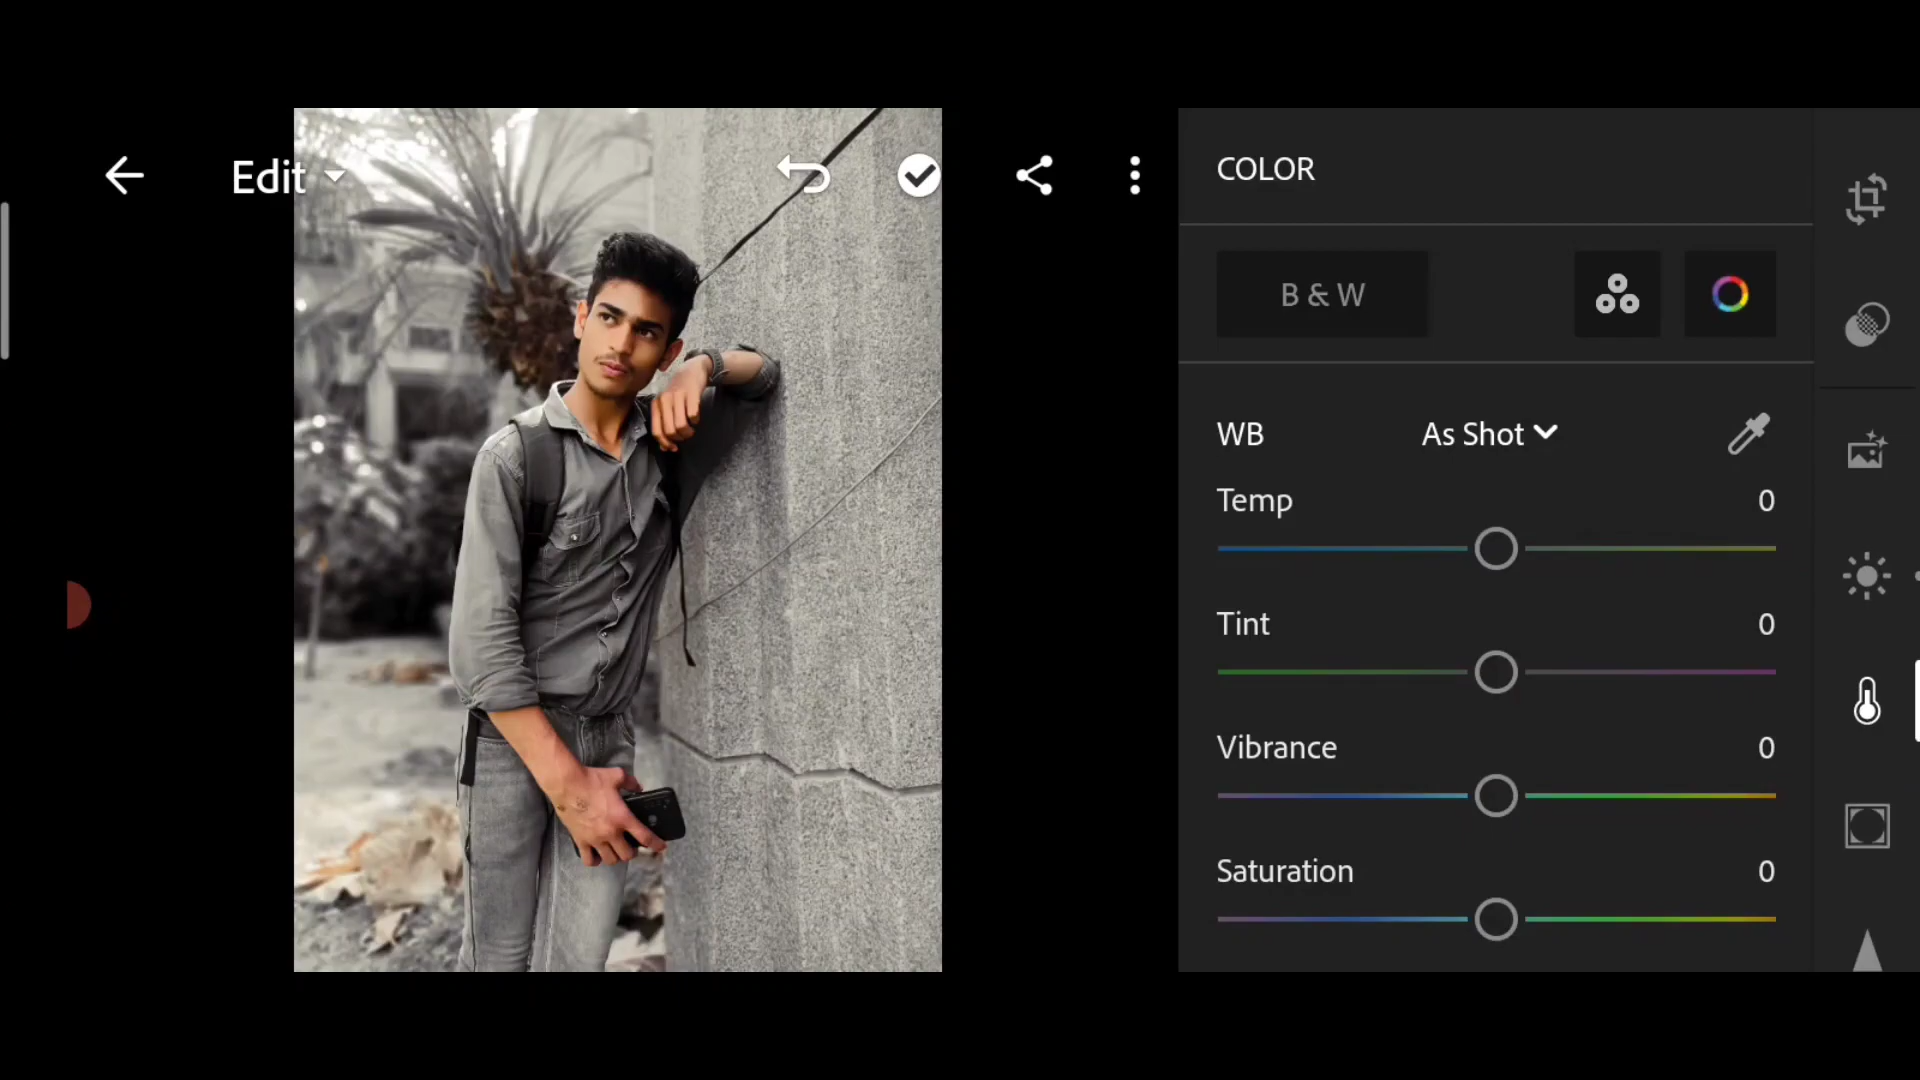 Edit
COLOR
B & W
WB As Shot
Temp 0
Tint 0
Vibrance 0
Saturation 0